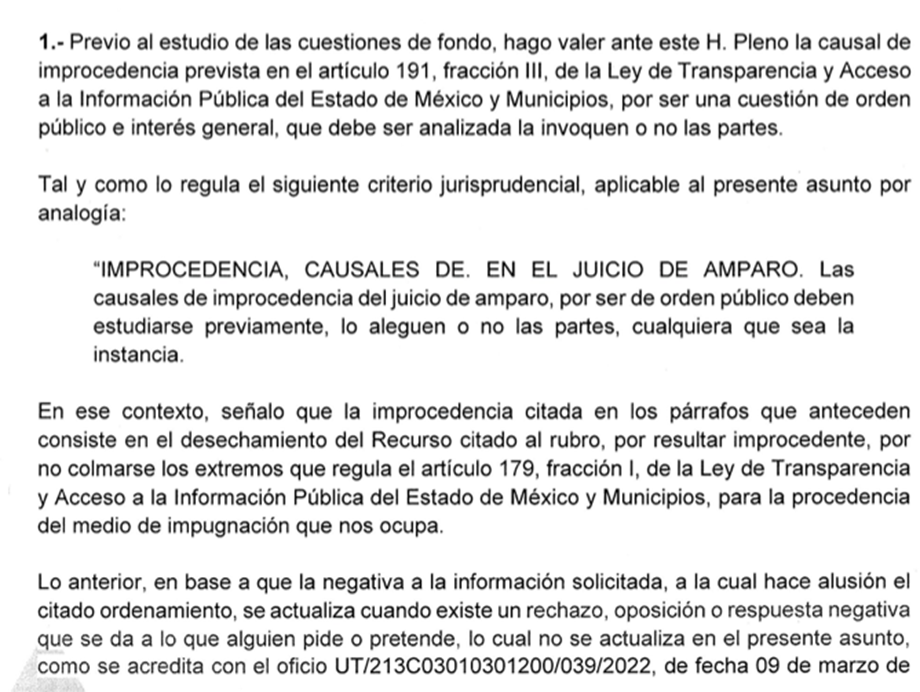 1.- Previo al estudio de las cuestiones de fondo, hago valer ante este H. Pleno la causal de
improcedencia prevista en el artículo 191, fracción III, de la Ley de Transparencia y Acceso
a la Información Pública del Estado de México y Municipios, por ser una cuestión de orden
público e interés general, que debe ser analizada la invoquen o no las partes.
Tal y como lo regula el siguiente criterio jurisprudencial, aplicable al presente asunto por
analogía:
“IMPROCEDENCIA, CAUSALES DE. EN EL JUICIO DE AMPARO. Las
causales de improcedencia del juicio de amparo, por ser de orden público deben
estudiarse previamente, lo aleguen o no las partes, cualquiera que sea la
instancia.
En ese contexto, señalo que la improcedencia citada en los párrafos que anteceden
consiste en el desechamiento del Recurso citado al rubro, por resultar improcedente, por
no colmarse los extremos que regula el artículo 179, fracción I, de la Ley de Transparencia
y Acceso a la Información Pública del Estado de México y Municipios, para la procedencia
del medio de impugnación que nos ocupa.
Lo anterior, en base a que la negativa a la información solicitada, a la cual hace alusión el
citado ordenamiento, se actualiza cuando existe un rechazo, oposición o respuesta negativa
que se da a lo que alguien pide o pretende, lo cual no se actualiza en el presente asunto,
como se acredita con el oficio UT/213C03010301200/039/2022, de fecha 09 de marzo de